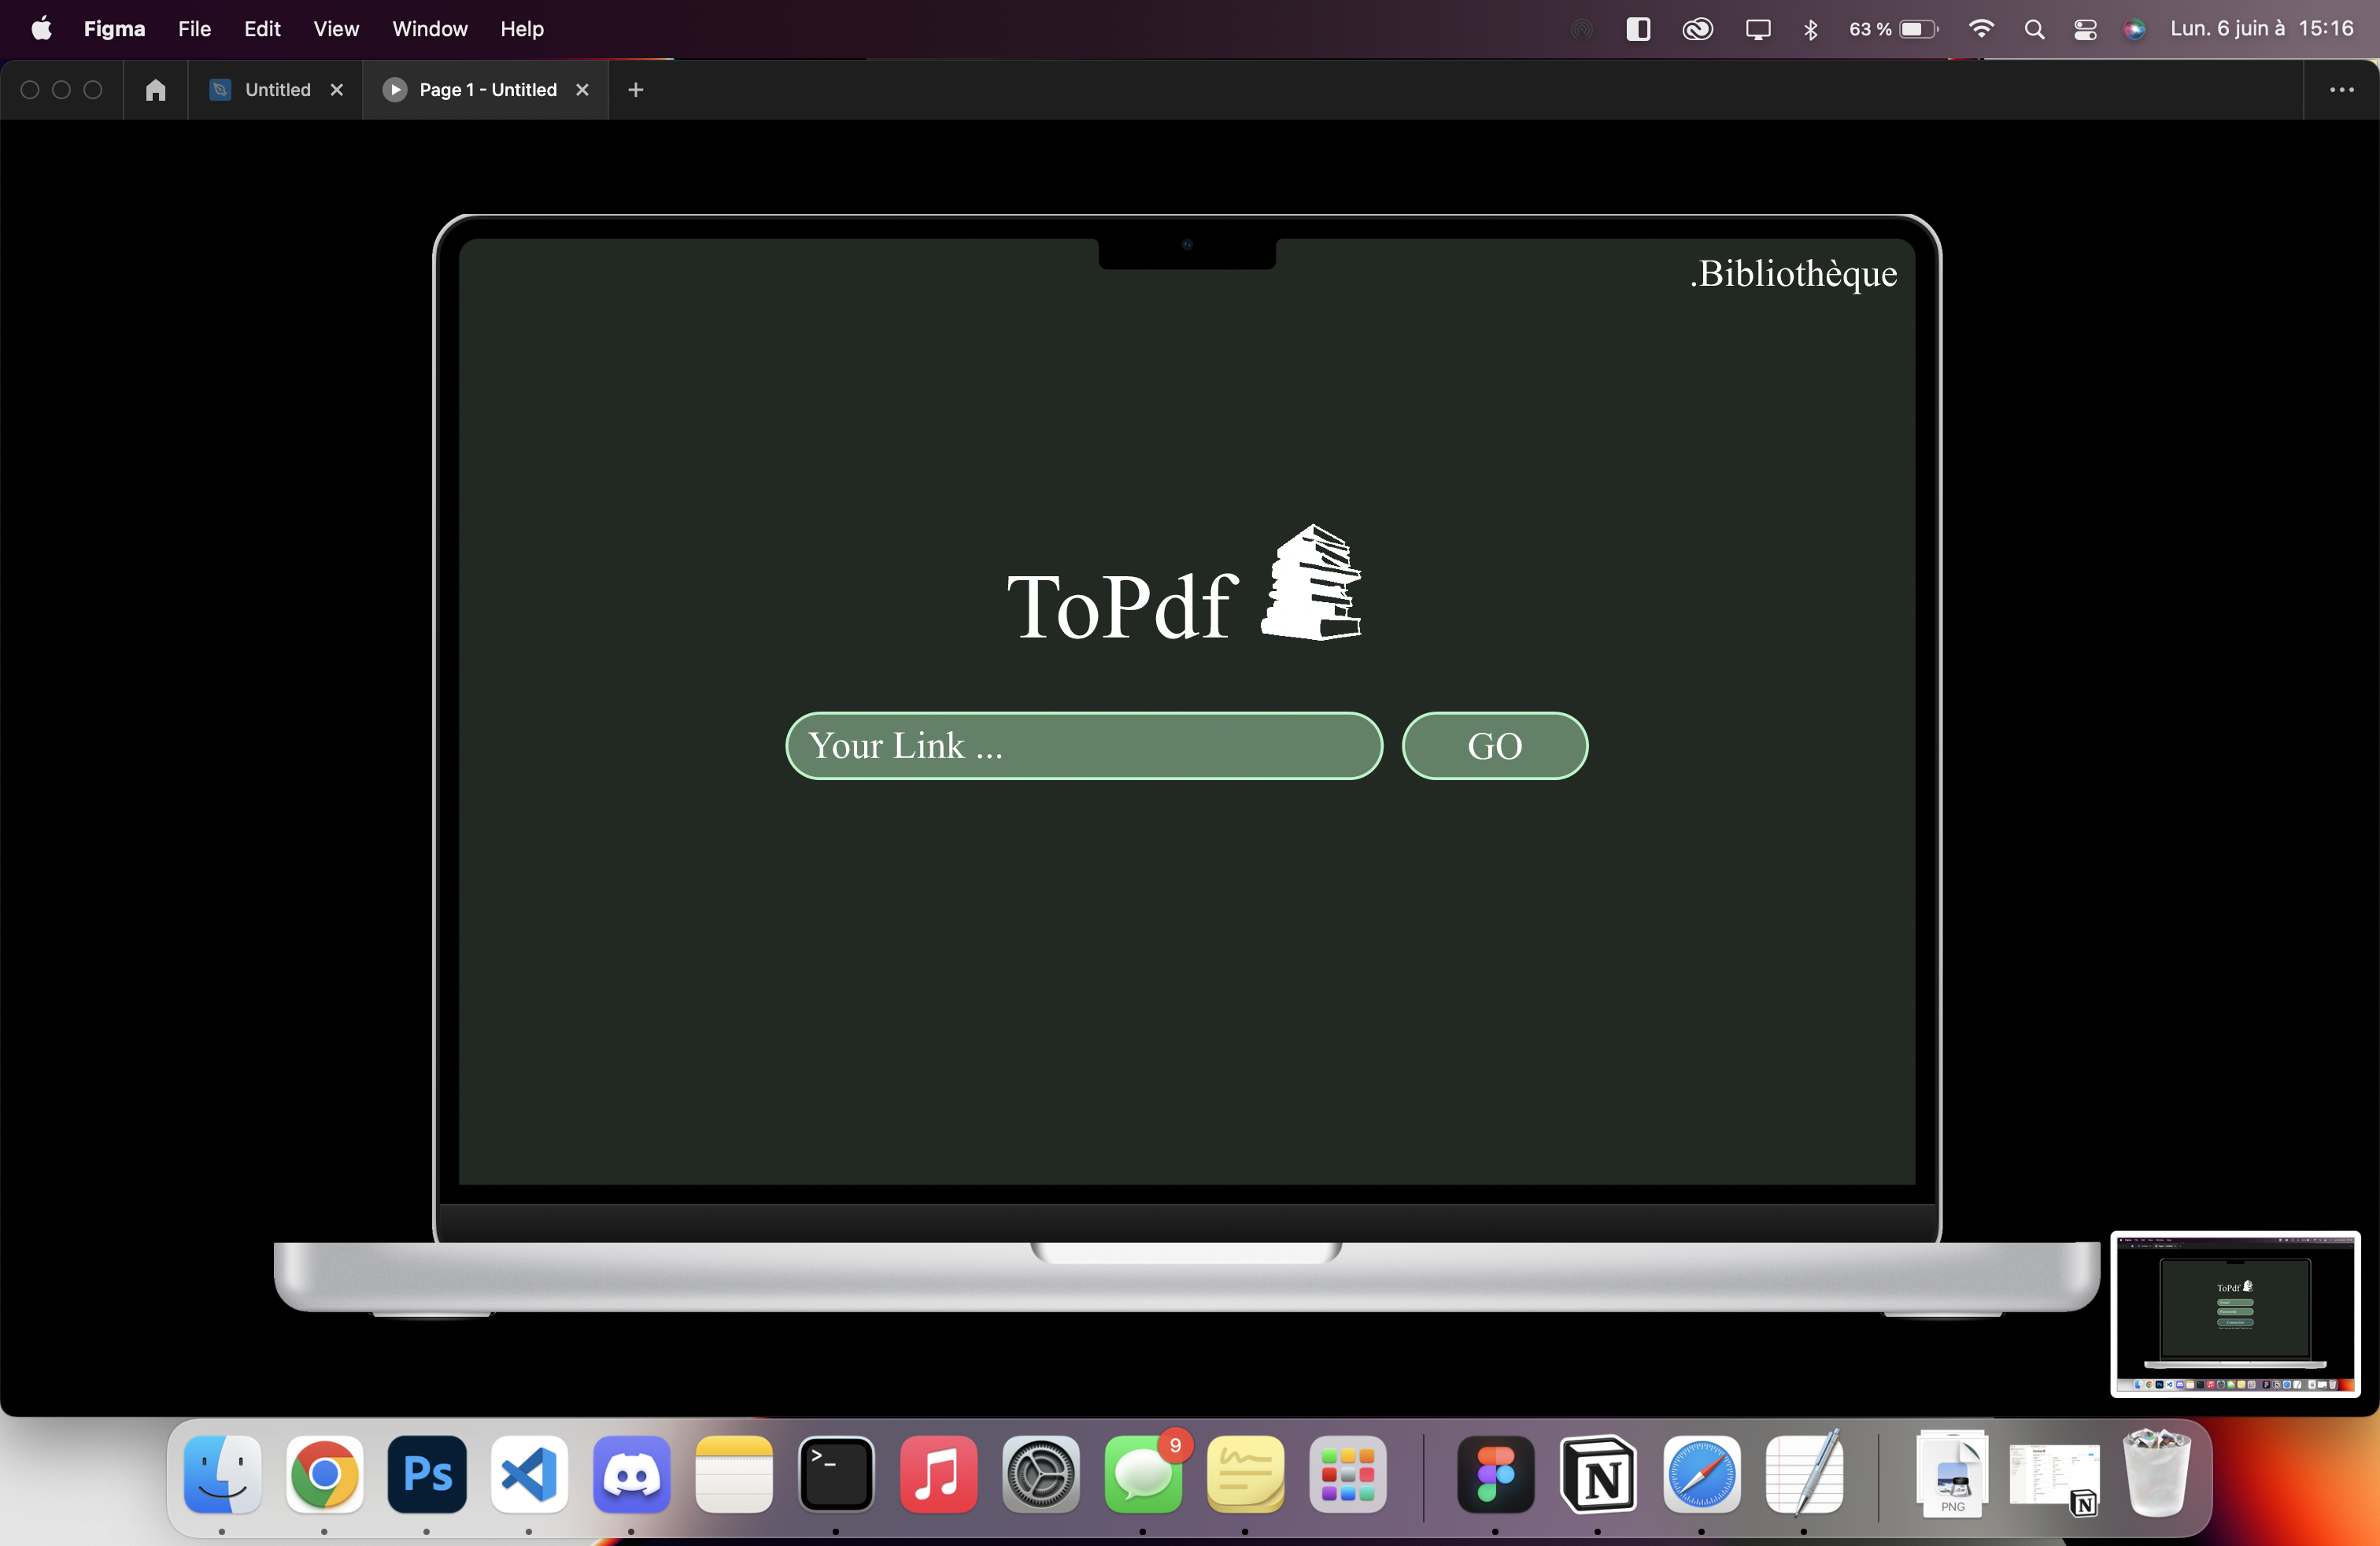 Figma File Edit View Window Help 63 % Lun. 6 juin à 15:16
Untitled Page 1 - Untitled
.Bibliothèque
ToPdf
Your Link ... GO
ToPdf
9
Ps
>_
N
PNG
N